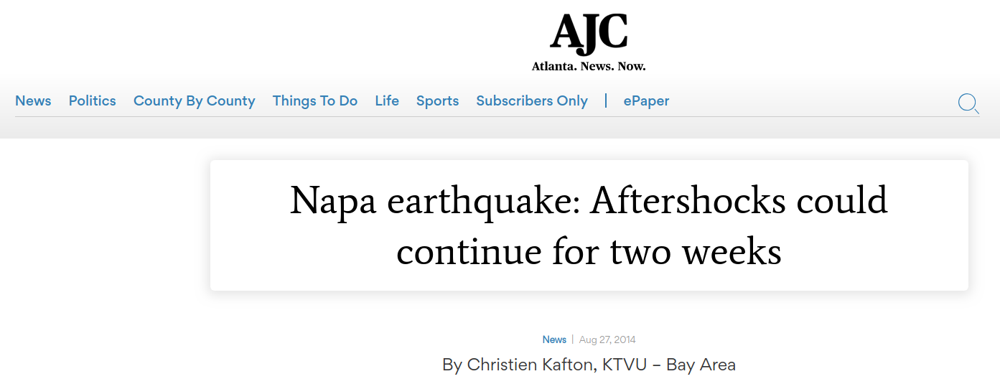 AJC
Atlanta. News. Now.
News Politics County By County Things To Do Life Sports Subscribers Only | ePaper
Napa earthquake: Aftershocks could
continue for two weeks
News | Aug 27, 2014
By Christien Kafton, KTVU – Bay Area